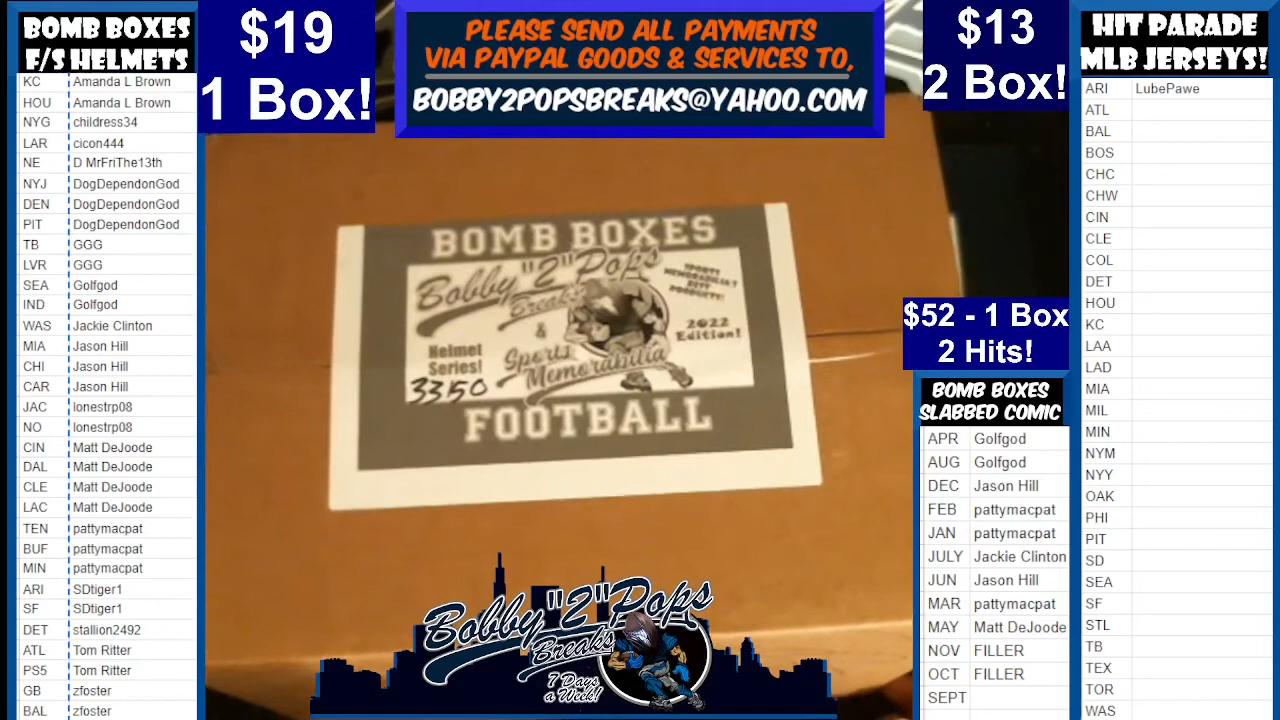 BOMB BOXES
F/S HELMETS
KC Amanda L Brown
HOU Amanda L Brown
NYG childress34
LAR cicon444
NE D MrFriThe13th
NYJ DogDependonGod
DEN DogDependonGod
PIT DogDependonGod
TB GGG
LVR GGG
SEA Golfgod
IND Golfgod
WAS Jackie Clinton
MIA Jason Hill
CHI Jason Hill
CAR Jason Hill
JAC lonestrp08
NO lonestrp08
CIN Matt DeJoode
DAL Matt DeJoode
CLE Matt DeJoode
LAC Matt DeJoode
TEN pattymacpat
BUF pattymacpat
MIN pattymacpat
ARI SDtiger1
SF SDtiger1
DET stallion2492
ATL Tom Ritter
PS5 Tom Ritter
GB zfoster
BAL zfoster
$19
1 Box!
PLEASE SEND ALL PAYMENTS
VIA PAYPAL GOODS & SERVICES TO,
BOBBY2POPSBREAKS@YAHOO.COM
BOMB BOXES
Bobby "2" Pops
Breaks
&
Sports
Memorabilia
SPORTS
MEMORABILIA
BEST
PRODUCTS!
2022
Edition!
Helmet
Series!
3350
FOOTBALL
Bobby "2" Pops
Breaks
7 Days
a Week!
$13
2 Box!
$52 - 1 Box
2 Hits!
BOMB BOXES
SLABBED COMIC
APR Golfgod
AUG Golfgod
DEC Jason Hill
FEB pattymacpat
JAN pattymacpat
JULY Jackie Clinton
JUN Jason Hill
MAR pattymacpat
MAY Matt DeJoode
NOV FILLER
OCT FILLER
SEPT
HIT PARADE
MLB JERSEYS!
ARI LubePawe
ATL
BAL
BOS
CHC
CHW
CIN
CLE
COL
DET
HOU
KC
LAA
LAD
MIA
MIL
MIN
NYM
NYY
OAK
PHI
PIT
SD
SEA
SF
STL
TB
TEX
TOR
WAS